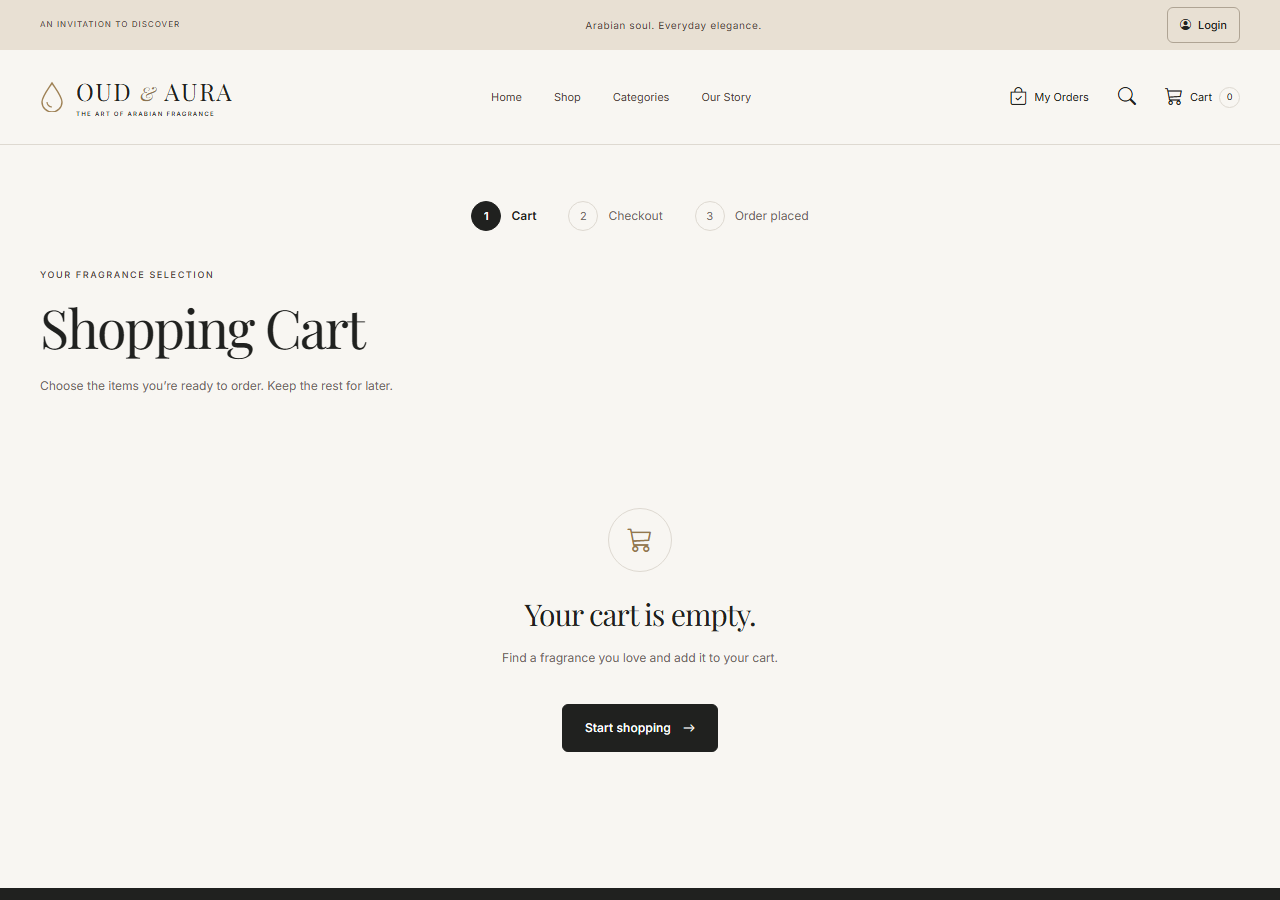 AN INVITATION TO DISCOVER
Arabian soul. Everyday elegance.
Login
OUD & AURA
THE ART OF ARABIAN FRAGRANCE
Home Shop Categories Our Story
My Orders
Cart 0
1 Cart 2 Checkout 3 Order placed
YOUR FRAGRANCE SELECTION
Shopping Cart
Choose the items you’re ready to order. Keep the rest for later.
Your cart is empty.
Find a fragrance you love and add it to your cart.
Start shopping →